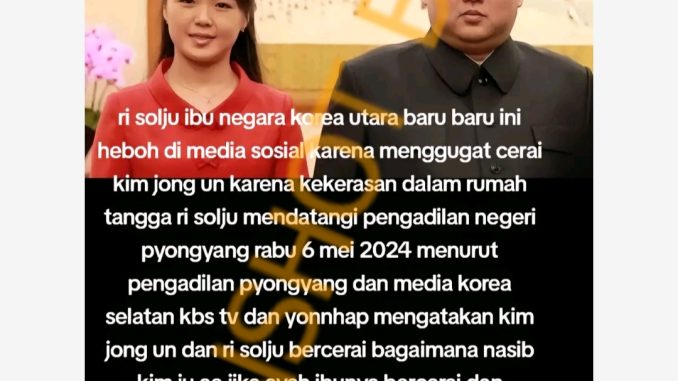 ri solju ibu negara korea utara baru baru ini
heboh di media sosial karena menggugat cerai
kim jong un karena kekerasan dalam rumah
tangga ri solju mendatangi pengadilan negeri
pyongyang rabu 6 mei 2024 menurut
pengadilan pyongyang dan media korea
selatan kbs tv dan yonnhap mengatakan kim
jong un dan ri solju bercerai bagaimana nasib